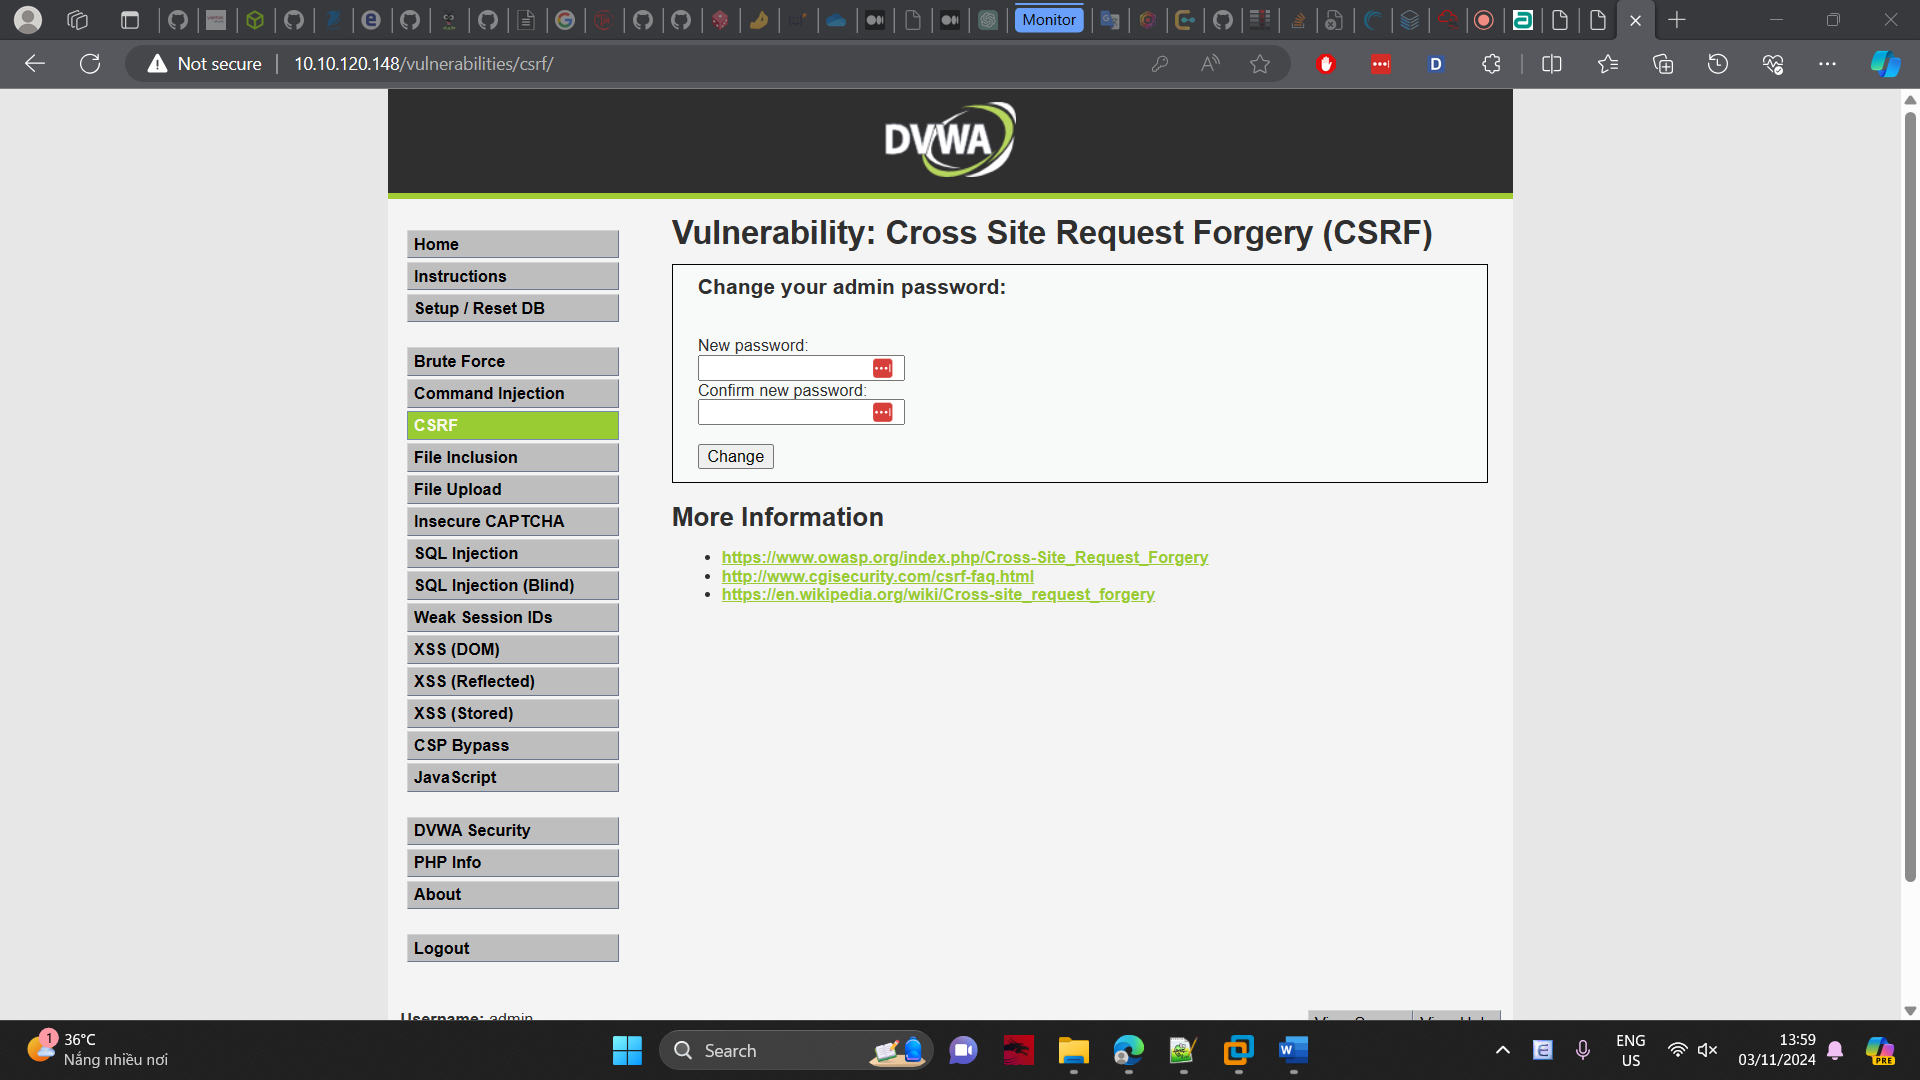 Monitor
Not secure
10.10.120.148/vulnerabilities/csrf/
DVWA
Home
Instructions
Setup / Reset DB
Brute Force
Command Injection
CSRF
File Inclusion
File Upload
Insecure CAPTCHA
SQL Injection
SQL Injection (Blind)
Weak Session IDs
XSS (DOM)
XSS (Reflected)
XSS (Stored)
CSP Bypass
JavaScript
DVWA Security
PHP Info
About
Logout
Username: admin
Vulnerability: Cross Site Request Forgery (CSRF)
Change your admin password:
New password:
Confirm new password:
Change
More Information
https://www.owasp.org/index.php/Cross-Site_Request_Forgery
http://www.cgisecurity.com/csrf-faq.html
https://en.wikipedia.org/wiki/Cross-site_request_forgery
1
36°C
Nắng nhiều nơi
Search
ENG
US
13:59
03/11/2024
PRE